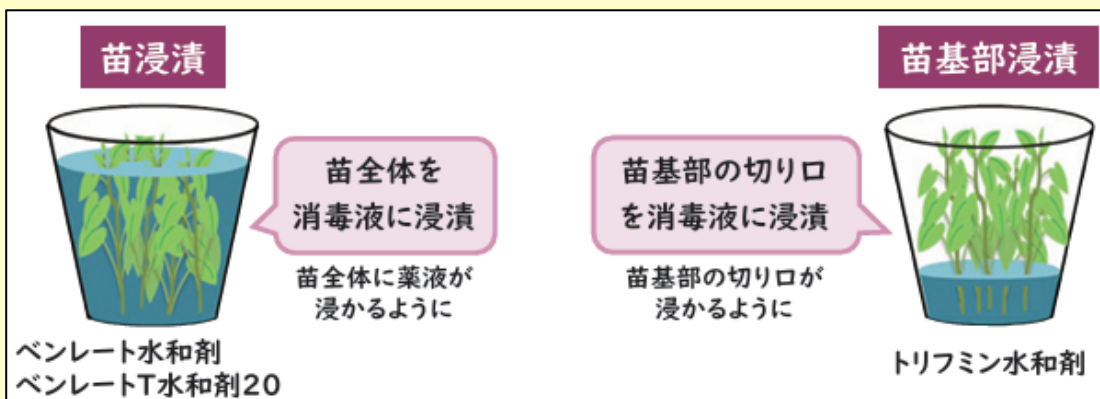 苗浸漬
苗全体を
消毒液に浸漬
苗全体に薬液が
浸かるように
ベンレート水和剤
ベンレートT水和剤20
苗基部浸漬
苗基部の切り口
を消毒液に浸漬
苗基部の切り口が
浸かるように
トリフミン水和剤